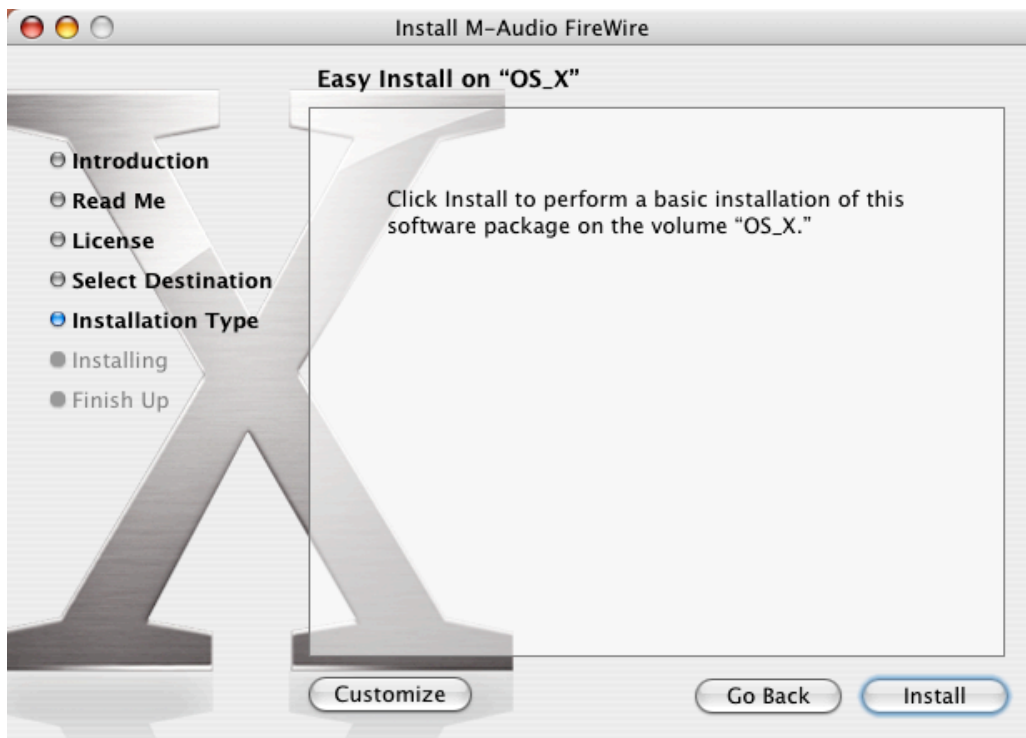 Install M-Audio FireWire
Easy Install on “OS_X”
Introduction
Read Me
License
Select Destination
Installation Type
Installing
Finish Up
Click Install to perform a basic installation of this
software package on the volume “OS_X.”
Customize
Go Back
Install